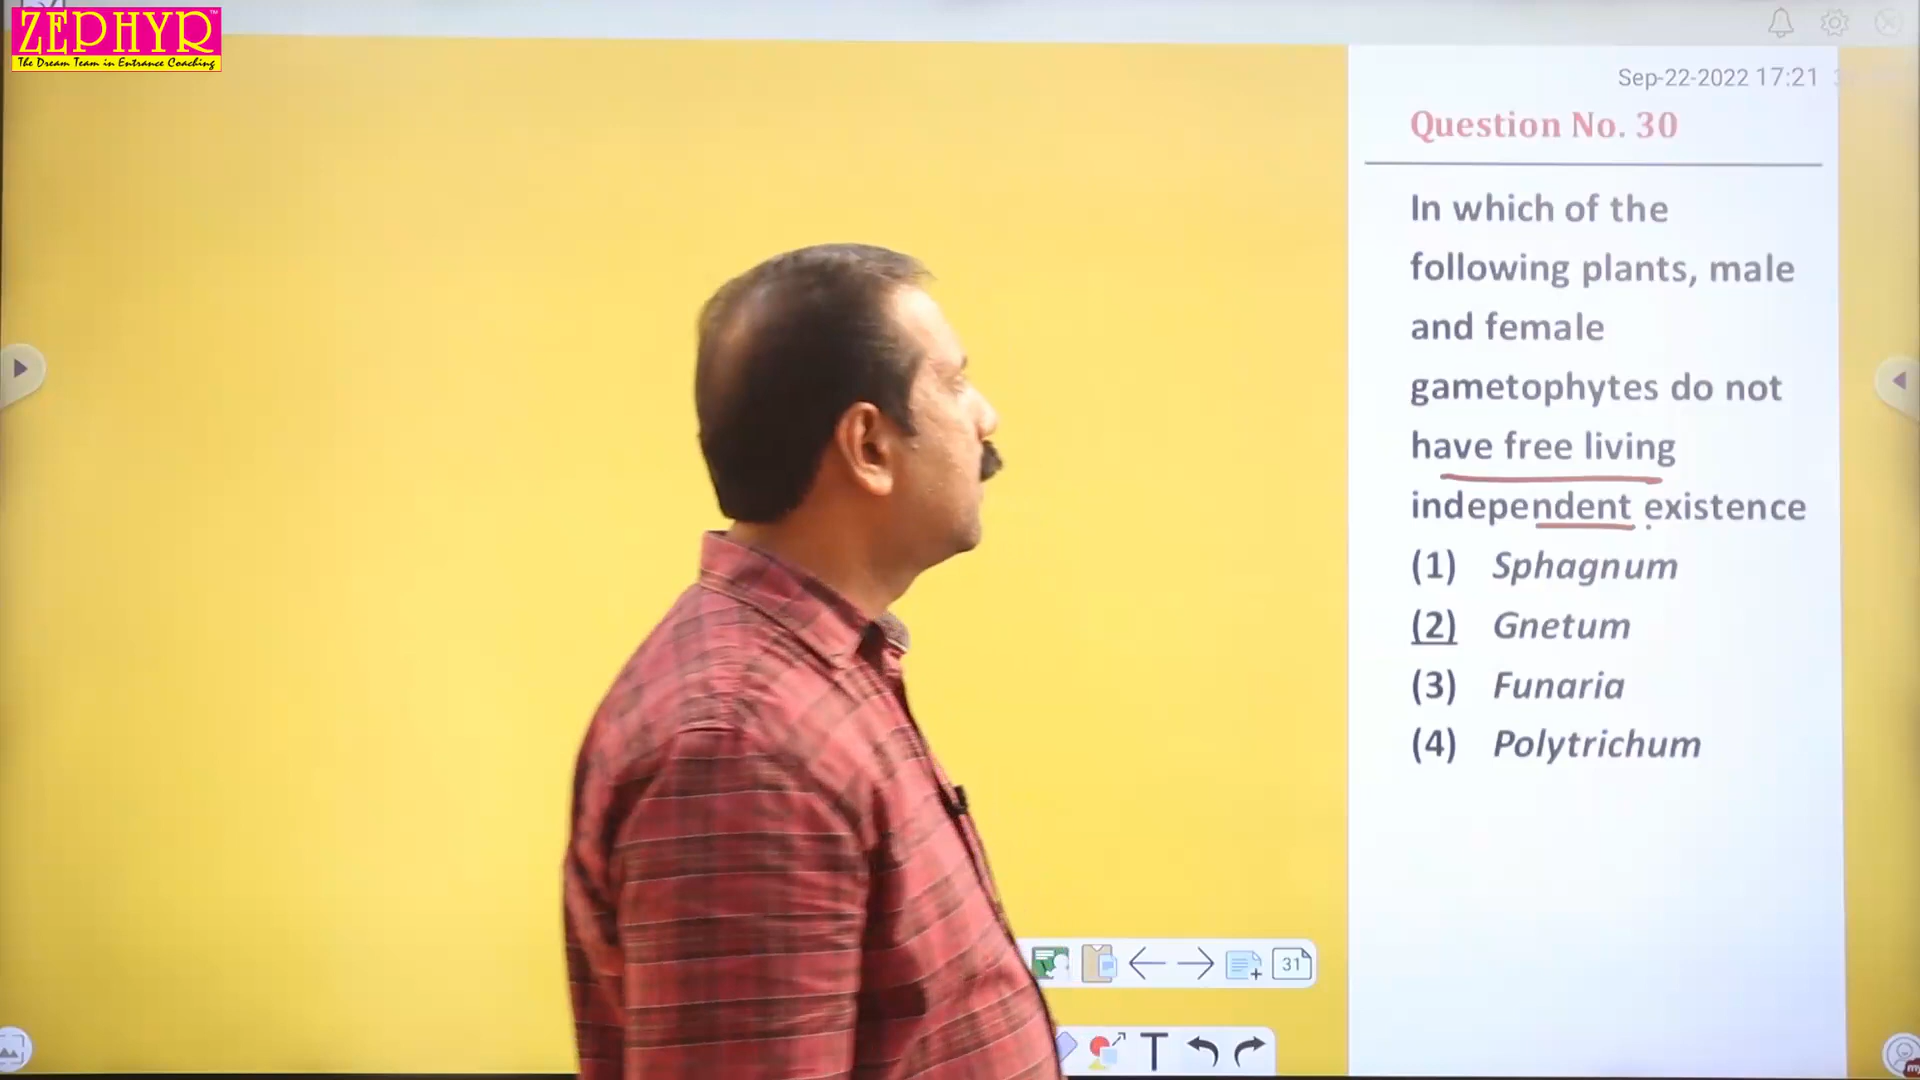 ZEPHYR™
The Dream Team in Entrance Coaching
Sep-22-2022 17:21
Question No. 30
In which of the
following plants, male
and female
gametophytes do not
have free living
independent existence
(1) Sphagnum
(2) Gnetum
(3) Funaria
(4) Polytrichum
31
T